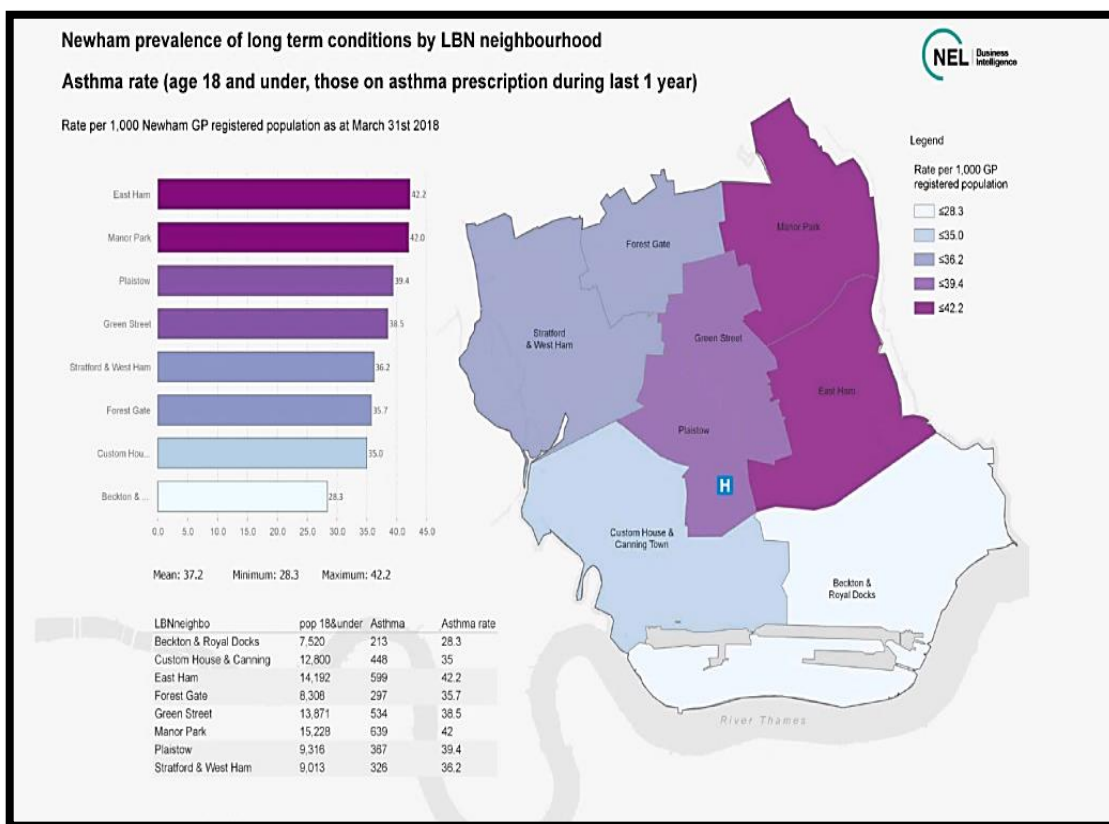 Newham prevalence of long term conditions by LBN neighbourhood
Asthma rate (age 18 and under, those on asthma prescription during last 1 year)
Rate per 1,000 Newham GP registered population as at March 31st 2018
NEL Business
Intelligence
East Ham 42.2
Manor Park 42.0
Plaistow 39.4
Green Street 38.5
Stratford & West Ham 36.2
Forest Gate 35.7
Custom Hou... 35.0
Beckton & ... 28.3
0.0 5.0 10.0 15.0 20.0 25.0 30.0 35.0 40.0 45.0
Mean: 37.2 Minimum: 28.3 Maximum: 42.2
LBNneighbo pop 18&under Asthma Asthma rate
Beckton & Royal Docks 7,520 213 28.3
Custom House & Canning 12,800 448 35
East Ham 14,192 599 42.2
Forest Gate 8,308 297 35.7
Green Street 13,871 534 38.5
Manor Park 15,228 639 42
Plaistow 9,316 367 39.4
Stratford & West Ham 9,013 326 36.2
Manor Park
Forest Gate
Stratford
& West Ham
Green Street
East Ham
Plaistow
H
Custom House &
Canning Town
Beckton &
Royal Docks
River Thames
Legend
Rate per 1,000 GP
registered population
≤28.3
≤35.0
≤36.2
≤39.4
≤42.2